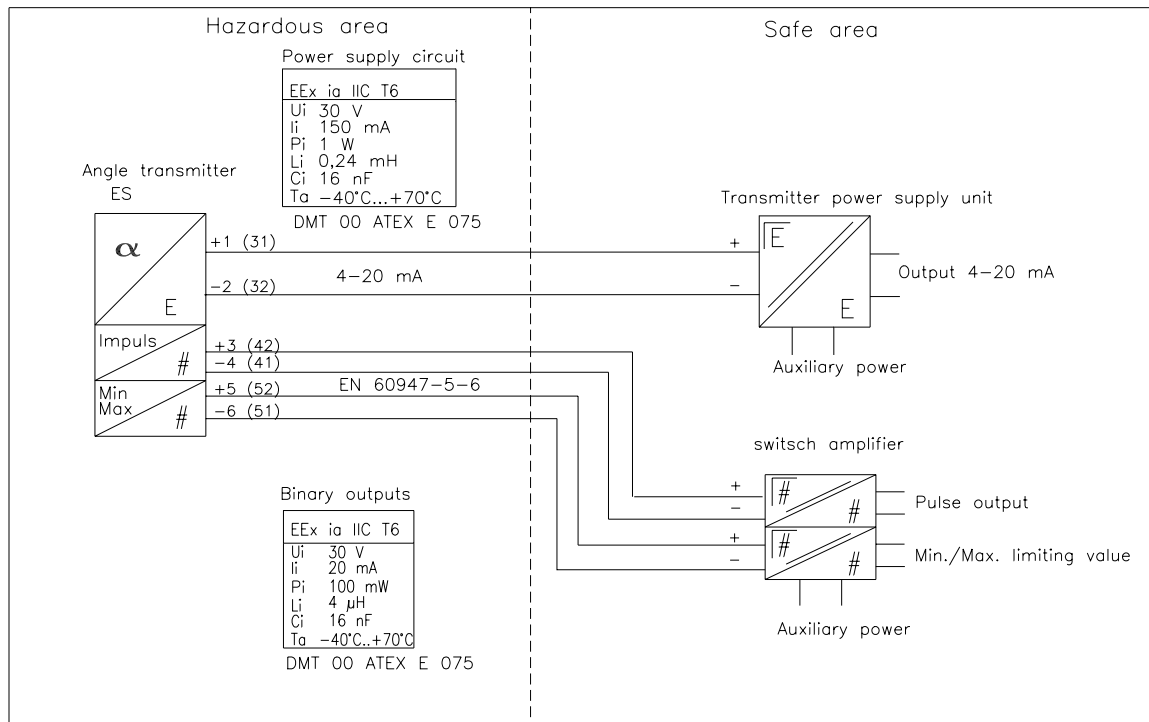 Hazardous area
Safe area
Power supply circuit
EEx ia IIC T6
Ui 30 V
Ii 150 mA
Pi 1 W
Li 0,24 mH
Ci 16 nF
Ta −40°C...+70°C
DMT 00 ATEX E 075
Angle transmitter
ES
α
E
+1 (31)
4−20 mA
−2 (32)
Impuls
#
+3 (42)
−4 (41)
Min
Max
#
+5 (52)
EN 60947−5−6
−6 (51)
Transmitter power supply unit
+
−
E
E
Output 4−20 mA
Auxiliary power
switsch amplifier
+
−
#
#
Pulse output
+
−
#
#
Min./Max. limiting value
Auxiliary power
Binary outputs
EEx ia IIC T6
Ui 30 V
Ii 20 mA
Pi 100 mW
Li 4 µH
Ci 16 nF
Ta −40°C..+70°C
DMT 00 ATEX E 075